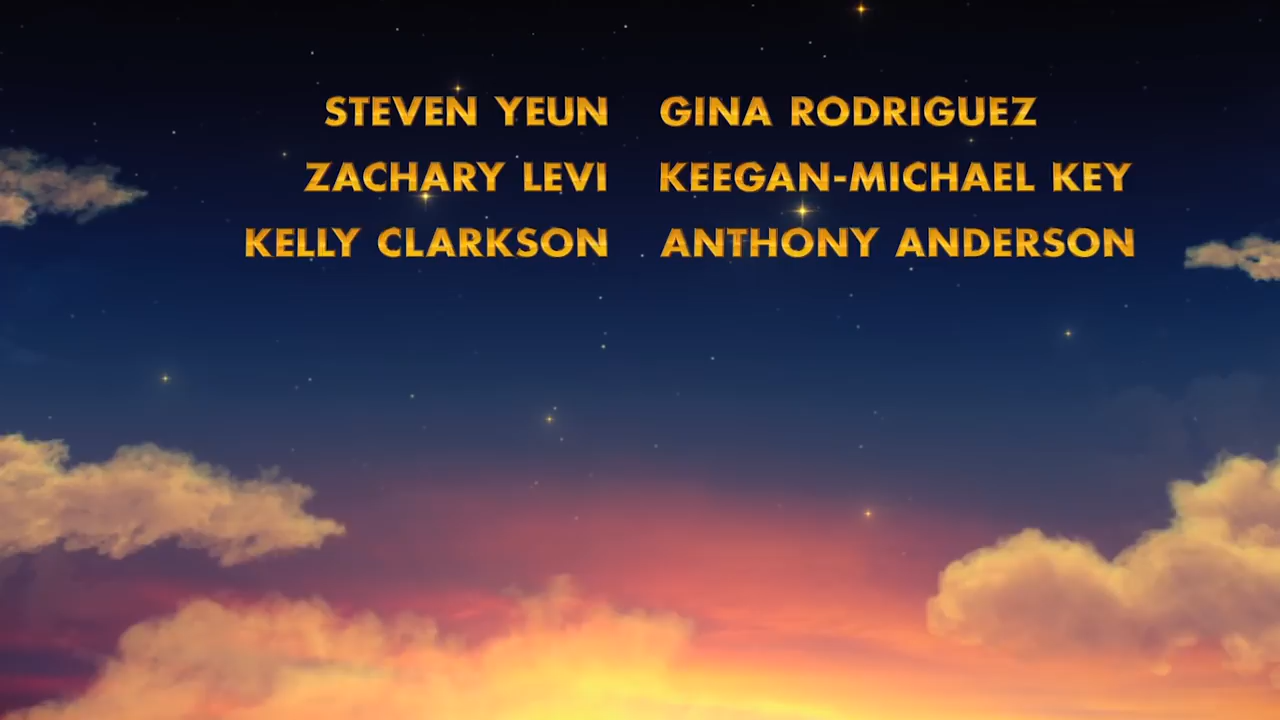 STEVEN YEUN GINA RODRIGUEZ
ZACHARY LEVI KEEGAN-MICHAEL KEY
KELLY CLARKSON ANTHONY ANDERSON